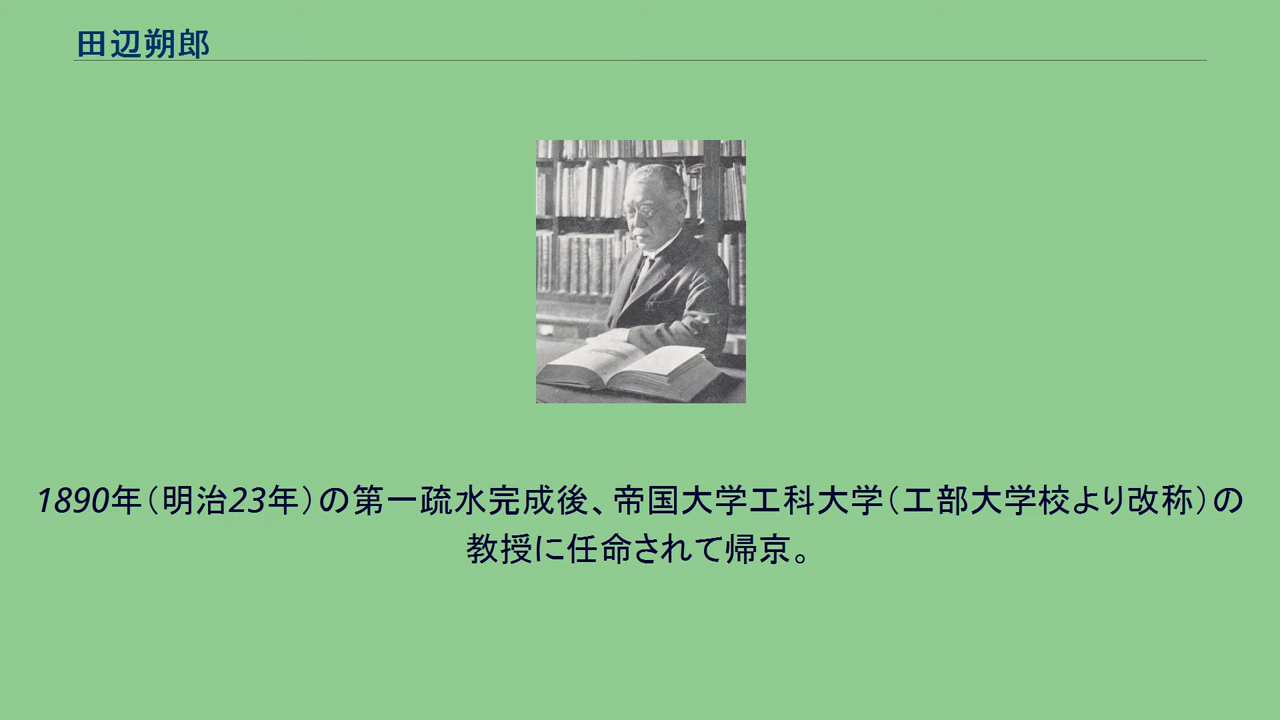 田辺朔郎
1890年（明治23年）の第一疏水完成後、帝国大学工科大学（工部大学校より改称）の
教授に任命されて帰京。